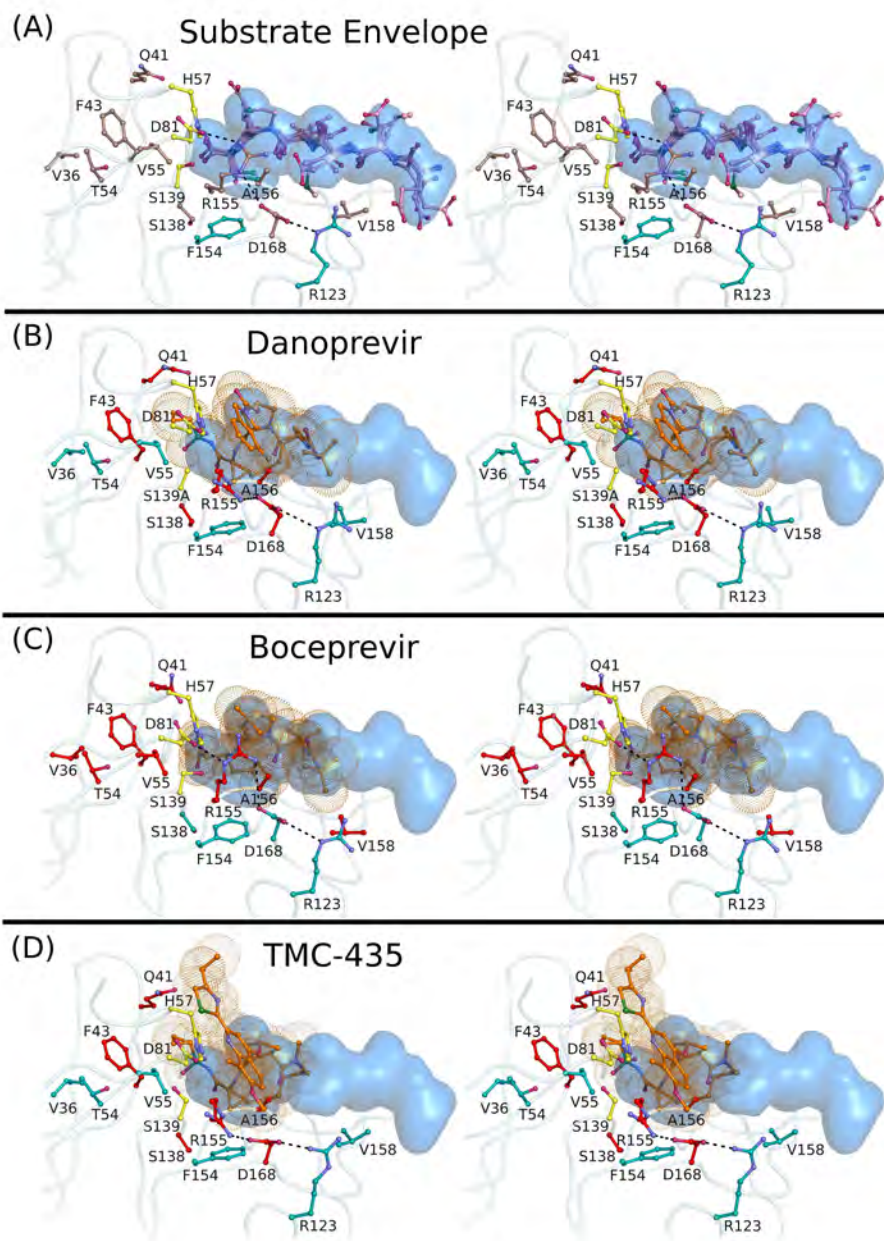 (A) Substrate Envelope
Q41 Q41
H57 H57
F43 F43
D81 D81
V36 T54 V55 V36 T54 V55
S139 R155 A156 S139 R155 A156
S138 D168 V158 S138 D168 V158
F154 F154
R123 R123
(B) Danoprevir
Q41 Q41
H57 H57
F43 D81 F43 D81
V36 T54 V55 V36 T54 V55
S139A R155 A156 S139A R155 A156
S138 S138
F154 D168 V158 F154 D168 V158
R123 R123
(C) Boceprevir
Q41 Q41
H57 H57
F43 D81 F43 D81
V36 T54 V55 V36 T54 V55
S139 R155 A156 S139 R155 A156
S138 S138
F154 D168 V158 F154 D168 V158
R123 R123
(D) TMC-435
Q41 Q41
H57 H57
F43 D81 F43 D81
V36 T54 V55 V36 T54 V55
S139 A156 S139 A156
S138 R155 S138 R155
F154 D168 V158 F154 D168 V158
R123 R123